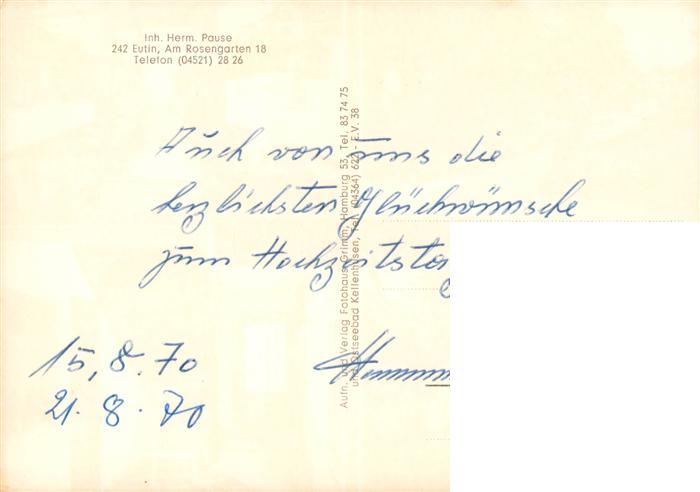 Inh. Herm. Pause
242 Eutin, Am Rosengarten 18
Telefon (04521) 28 26
Auch von uns die
herzlichsten Glückwünsche
zum Hochzeitstag
15.8.70
21.8.70
Aufn. und Verlag Fotohaus Grimm, Hamburg 53, Tel. 83 74 75
und Ostseebad Kellenhusen, Tel. (04364) 622 - E.V. 38